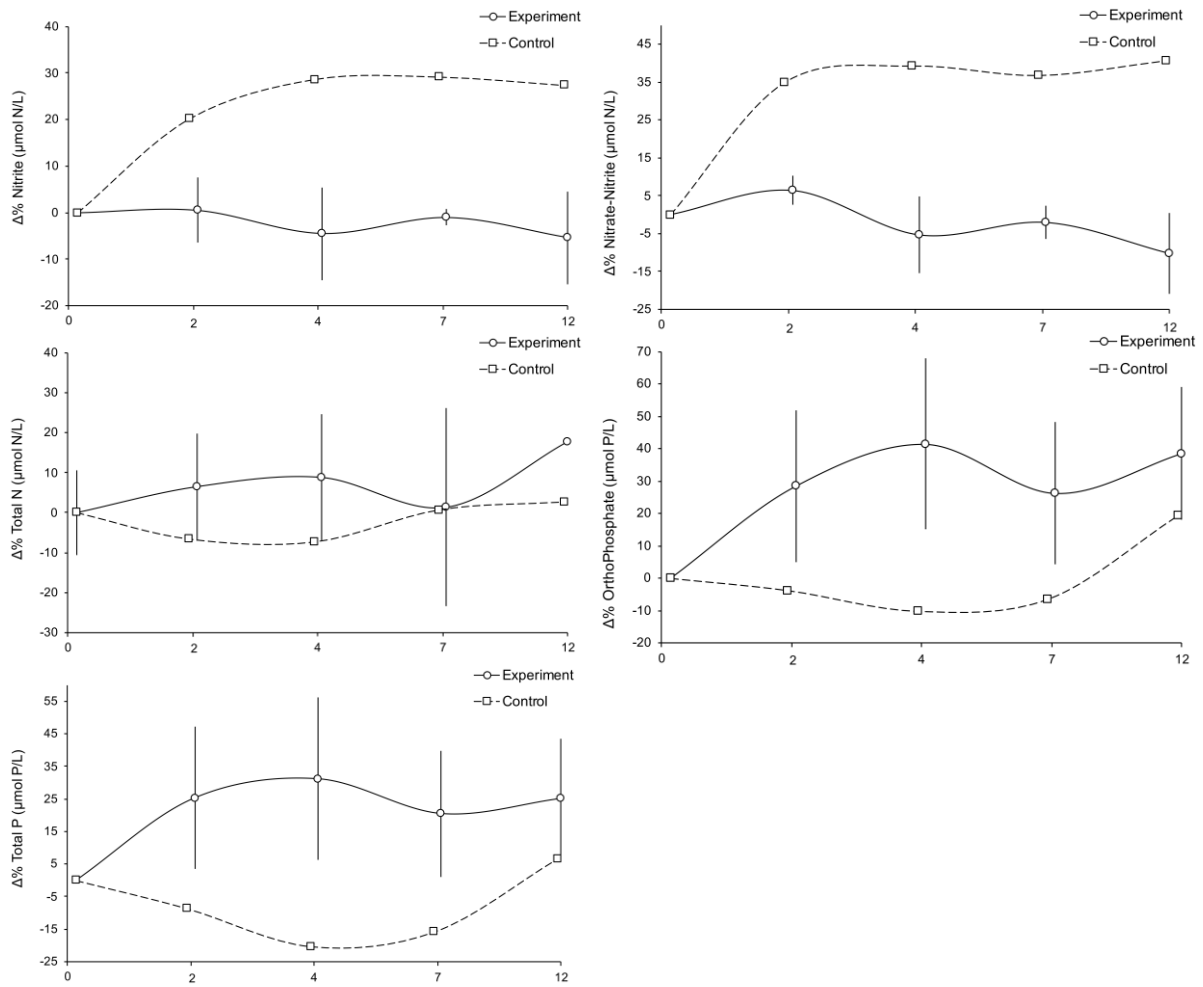 Experiment
Control
40
30
20
10
0
-10
-20
Δ% Nitrite (µmol N/L)
0 2 4 7 12
Experiment
Control
45
35
25
15
5
-5
-15
-25
Δ% Nitrate-Nitrite (µmol N/L)
0 2 4 7 12
Experiment
Control
40
30
20
10
0
-10
-20
-30
Δ% Total N (µmol N/L)
0 2 4 7 12
Experiment
Control
70
60
50
40
30
20
10
0
-10
-20
Δ% OrthoPhosphate (µmol P/L)
0 2 4 7 12
Experiment
Control
55
45
35
25
15
5
-5
-15
-25
Δ% Total P (µmol P/L)
0 2 4 7 12